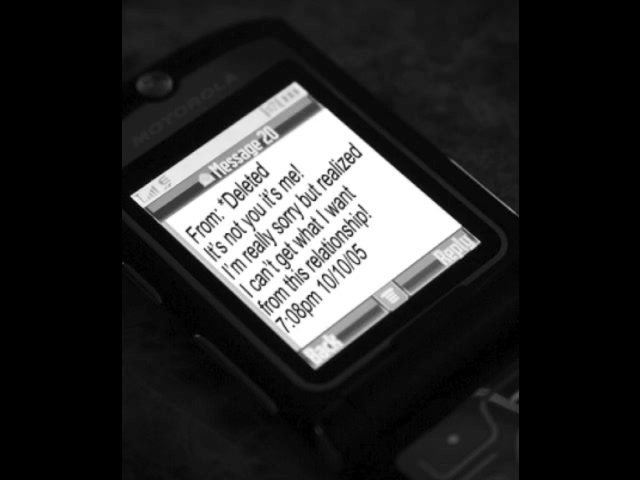 MOTOROLA
Message 20
From: *Deleted
It's not you it's me!
I'm really sorry but realized
I can't get what I want
from this relationship!
7:08pm 10/10/05
Back
Reply